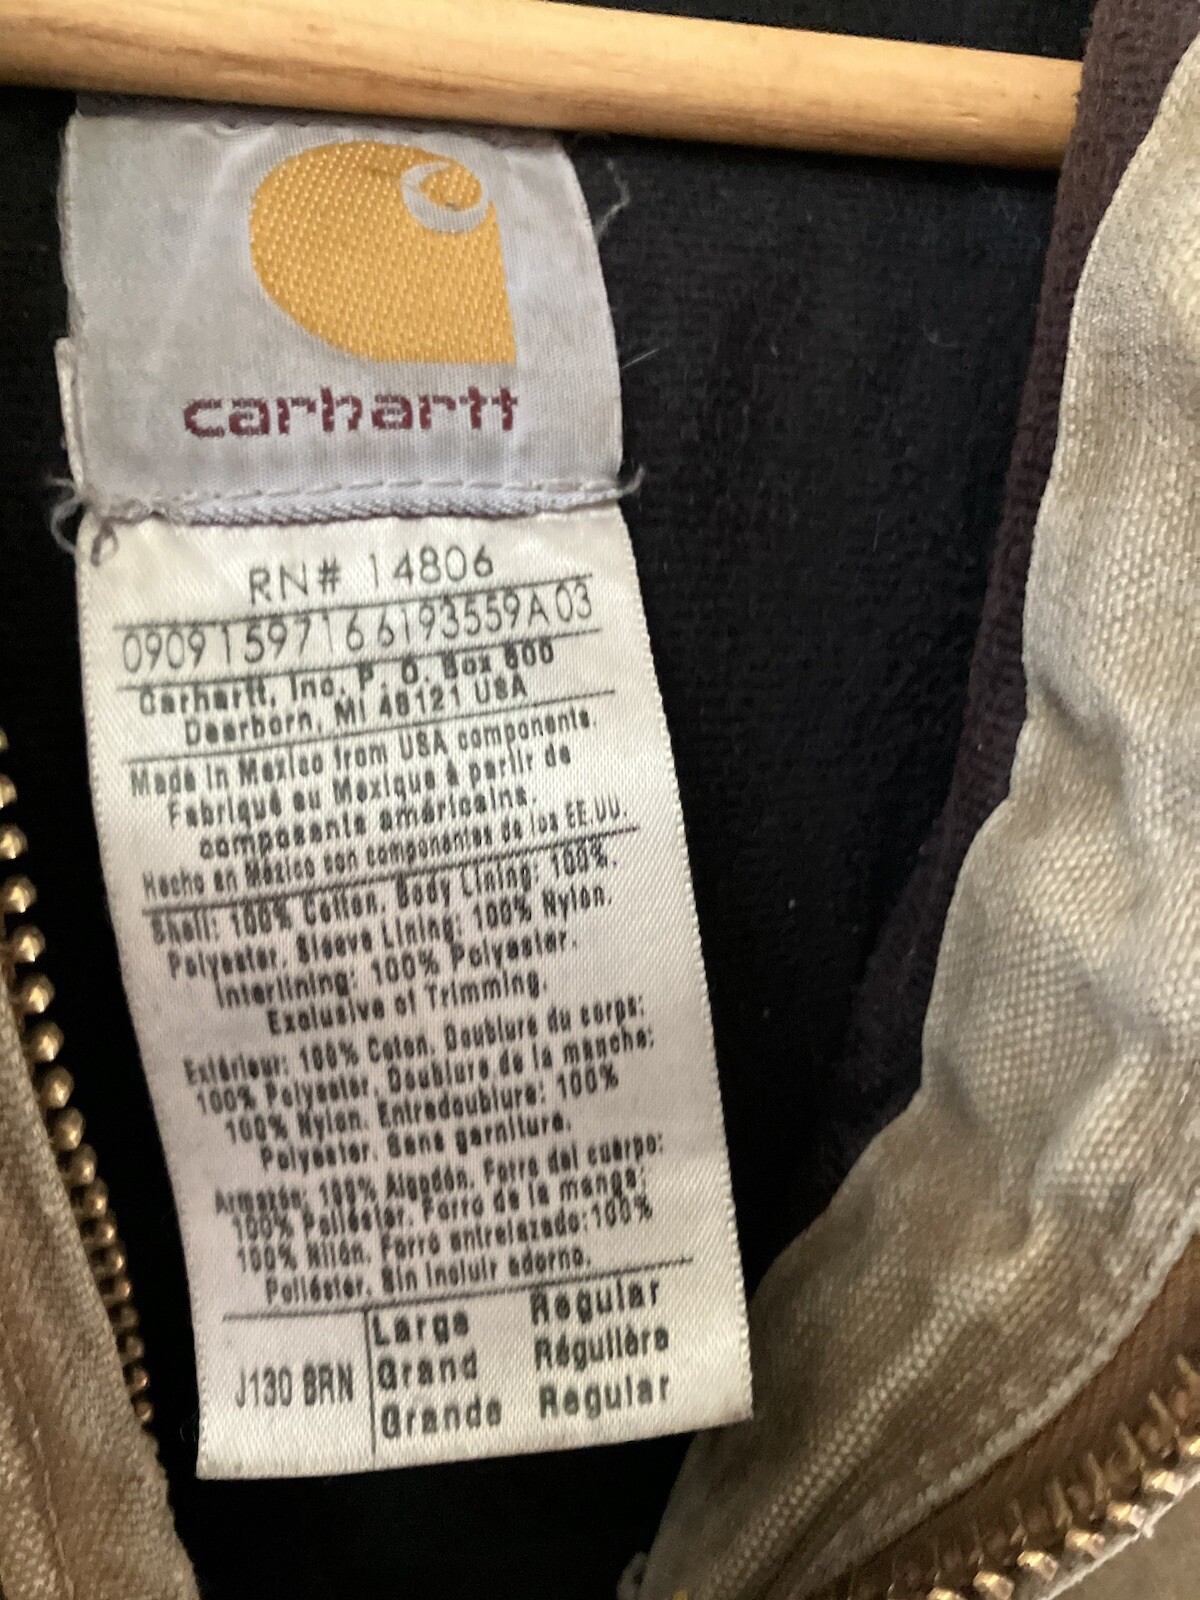 carhartt
RN# 14806
0909 159716 6193559A 03
Carhartt, Inc. P. O. Box 600
Dearborn, MI 48121 USA
Made in Mexico from USA components.
Fabriqué au Mexique à partir de
composants américains.
Hecho en México con componentes de los EE.UU.
Shell: 100% Cotton. Body Lining: 100%.
Polyester. Sleeve Lining: 100% Nylon.
Interlining: 100% Polyester.
Exclusive of Trimming.
Extérieur: 100% Coton. Doublure du corps:
100% Polyester. Doublure de la manche:
100% Nylon. Entredoublure: 100%
Polyester. Sans garniture.
Armazón: 100% Algodón. Forro del cuerpo:
100% Poliéster. Forro de la manga:
100% Nilón. Forro entrelazado: 100%
Poliéster. Sin incluir adorno.
J130 BRN
Large Regular
Grand Régulière
Grande Regular